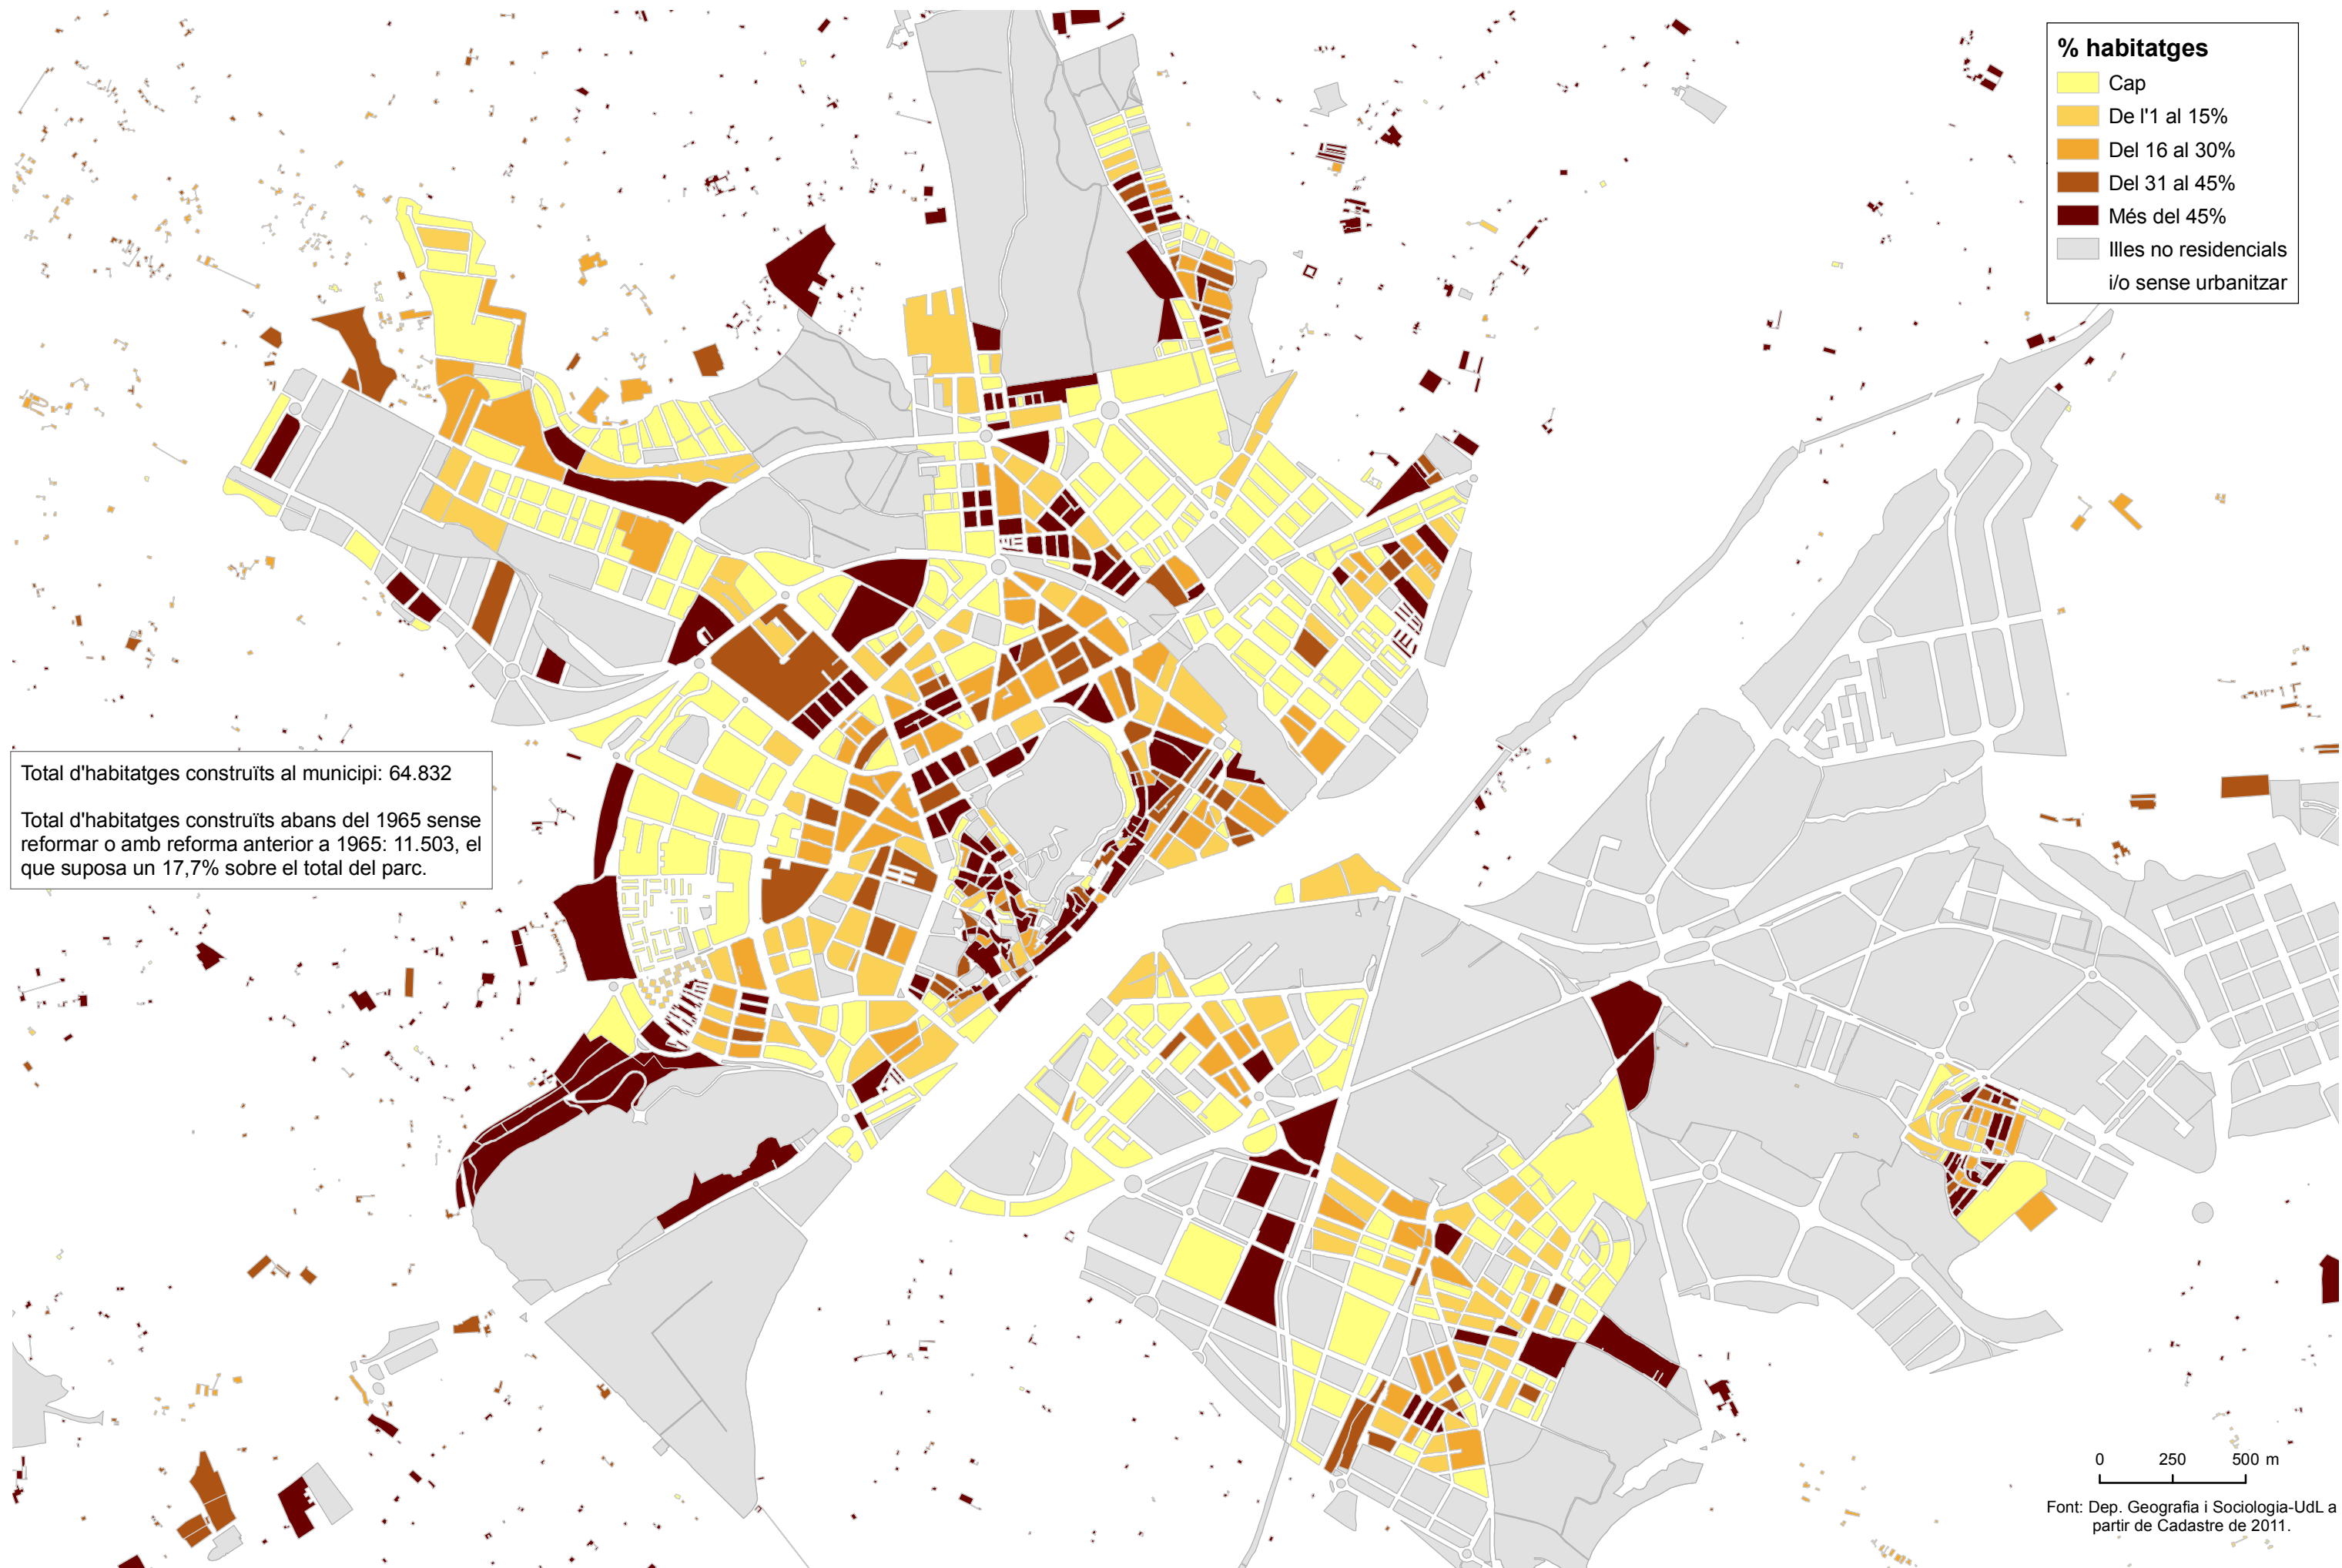 % habitatges
Cap
De l'1 al 15%
Del 16 al 30%
Del 31 al 45%
Més del 45%
Illes no residencials
i/o sense urbanitzar
Total d'habitatges construïts al municipi: 64.832
Total d'habitatges construïts abans del 1965 sense
reformar o amb reforma anterior a 1965: 11.503, el
que suposa un 17,7% sobre el total del parc.
0 250 500 m
Font: Dep. Geografia i Sociologia-UdL a
partir de Cadastre de 2011.